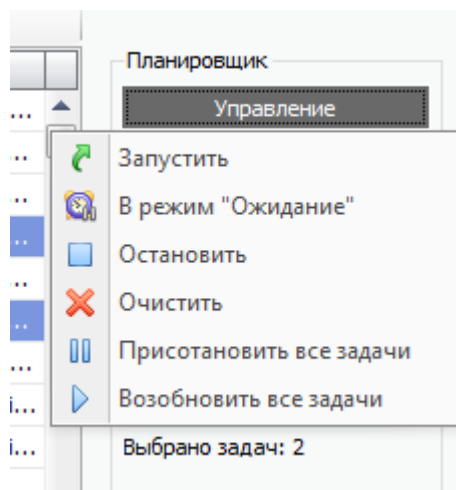 Планировщик
Управление
Запустить
В режим "Ожидание"
Остановить
Очистить
Присотановить все задачи
Возобновить все задачи
Выбрано задач: 2